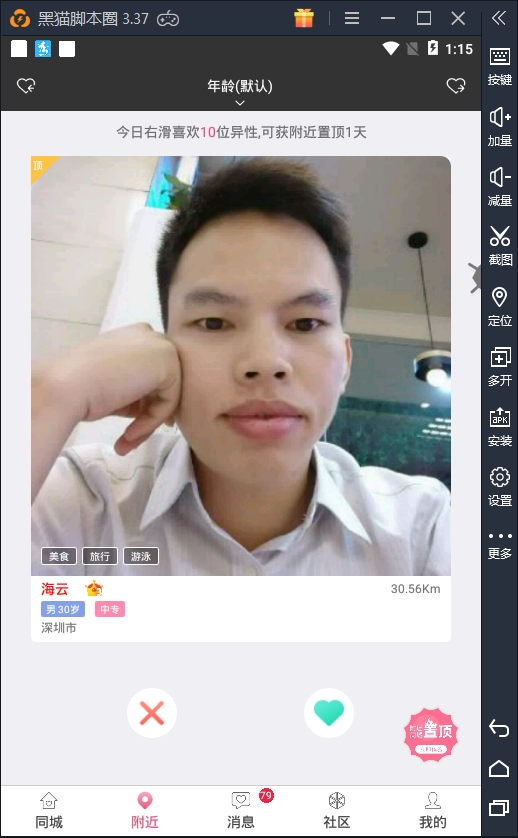 黑猫脚本圈 3.37
1:15
年龄(默认)
今日右滑喜欢10位异性,可获附近置顶1天
顶
美食 旅行 游泳
海云 30.56Km
男30岁 中专
深圳市
置顶
同城 附近 消息 79 社区 我的
按键
加量
减量
截图
定位
多开
APK
安装
设置
更多